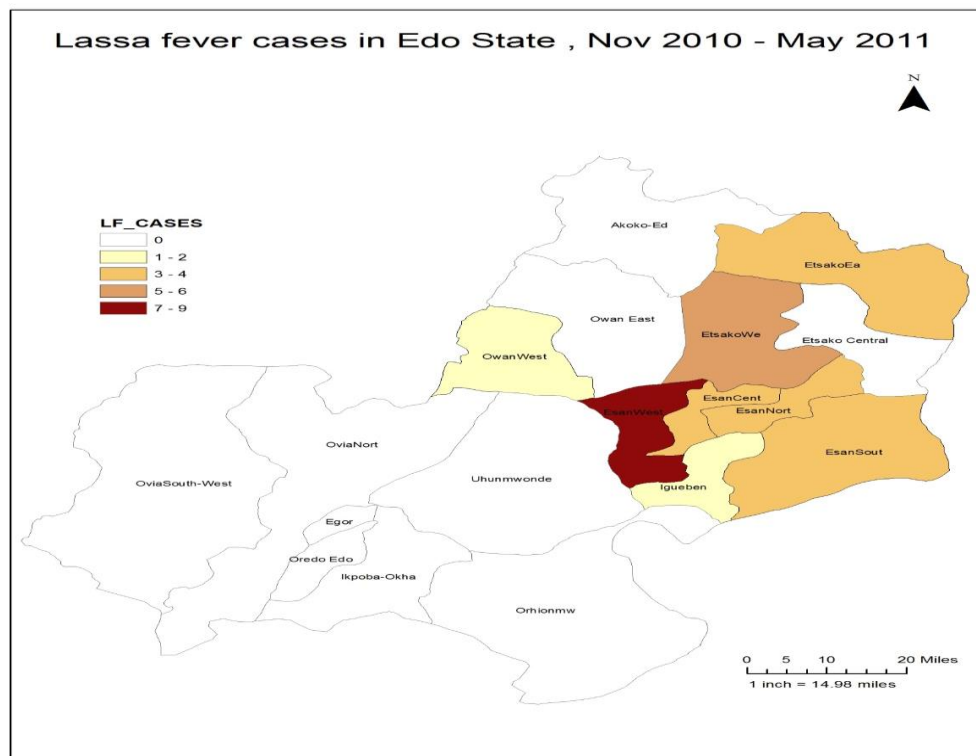 Lassa fever cases in Edo State , Nov 2010 - May 2011
N
LF_CASES
0
1 - 2
3 - 4
5 - 6
7 - 9
Akoko-Ed
EtsakoEa
Owan East
EtsakoWe
Etsako Central
OwanWest
EsanCent
EsanWest
EsanNort
OviaNort
EsanSout
Uhunmwonde
OviaSouth-West
Igueben
Egor
Oredo Edo
Ikpoba-Okha
Orhionmw
0 5 10 20 Miles
1 inch = 14.98 miles